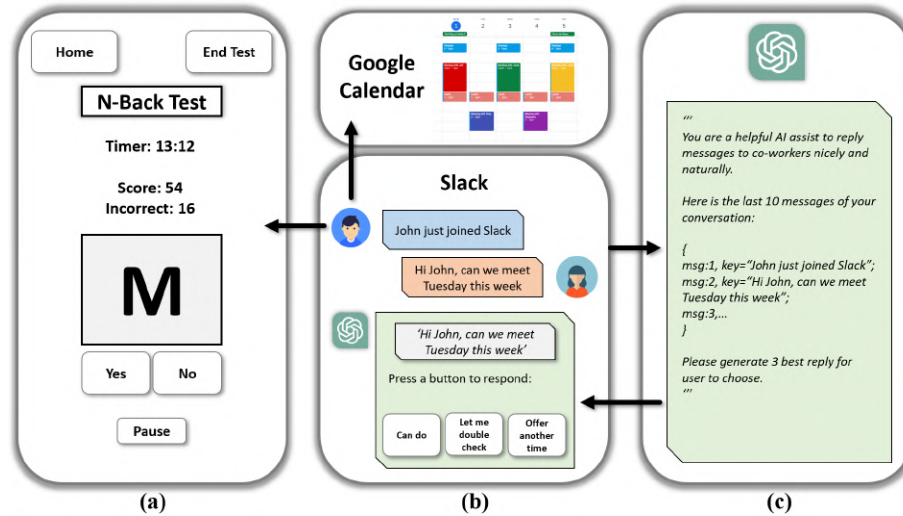 Home
End Test
N-Back Test
Timer: 13:12
Score: 54
Incorrect: 16
M
Yes
No
Pause
(a)
Google
Calendar
1
2
3
4
5
Slack
John just joined Slack
Hi John, can we meet
Tuesday this week
‘Hi John, can we meet
Tuesday this week’
Press a button to respond:
Can do
Let me
double
check
Offer
another
time
(b)
‘‘‘
You are a helpful AI assist to reply
messages to co-workers nicely and
naturally.
Here is the last 10 messages of your
conversation:
{
msg:1, key=“John just joined Slack”;
msg:2, key=“Hi John, can we meet
Tuesday this week”;
msg:3,...
}
Please generate 3 best reply for
user to choose.
’’’
(c)